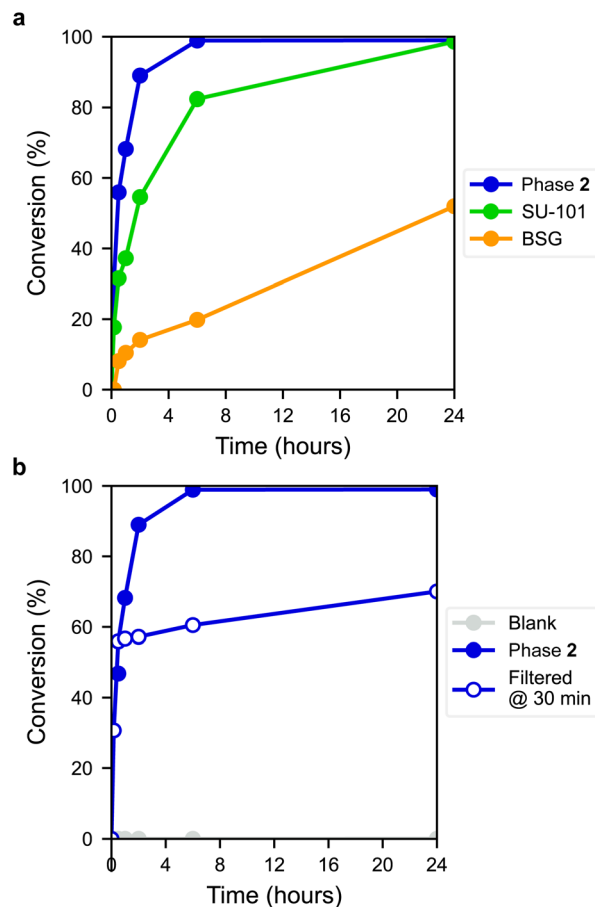 a
100
80
60
40
20
0
Conversion (%)
0 4 8 12 16 20 24
Time (hours)
Phase 2
SU-101
BSG
b
100
80
60
40
20
0
Conversion (%)
0 4 8 12 16 20 24
Time (hours)
Blank
Phase 2
Filtered
@ 30 min